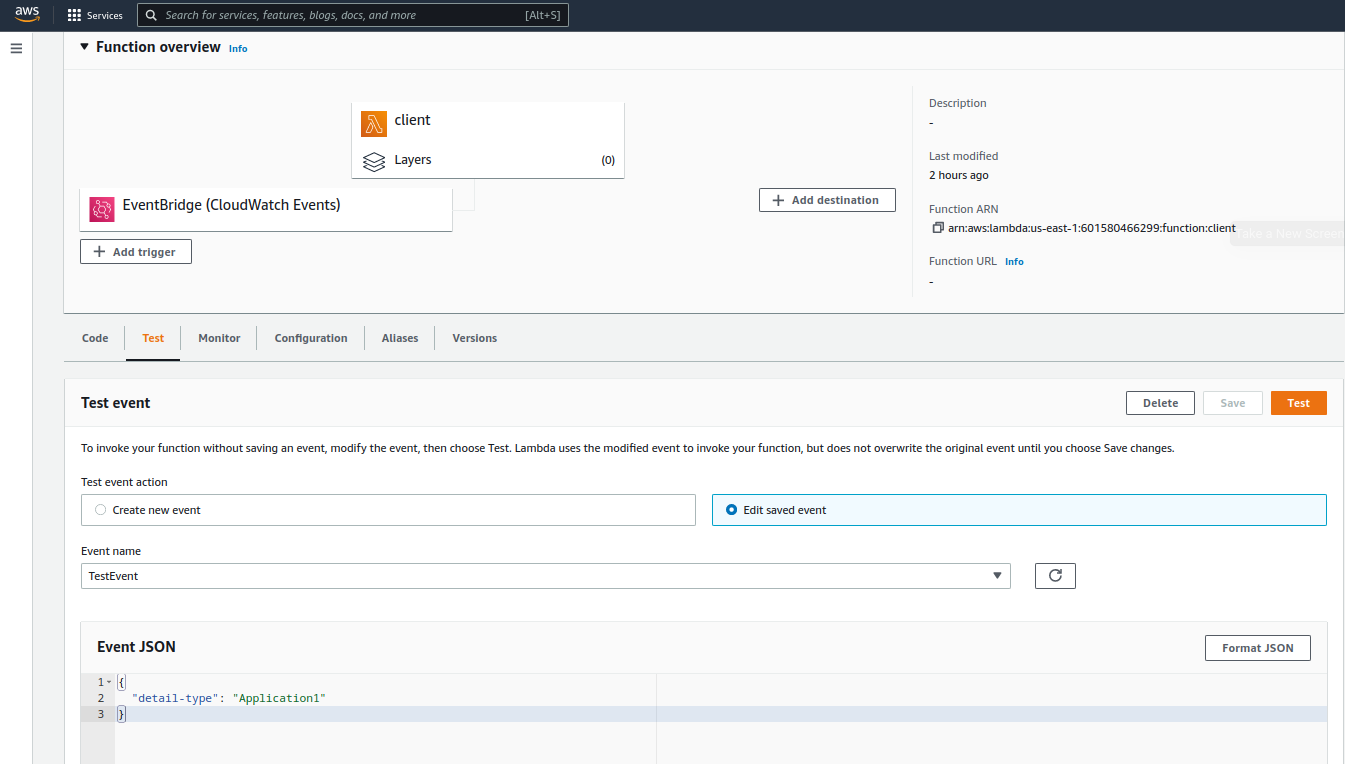 aws
Services
Search for services, features, blogs, docs, and more [Alt+S]
Function overview Info
client
Layers (0)
EventBridge (CloudWatch Events)
Add trigger
Add destination
Description
-
Last modified
2 hours ago
Function ARN
arn:aws:lambda:us-east-1:601580466299:function:client
Take a New Screen
Function URL Info
-
Code Test Monitor Configuration Aliases Versions
Test event
Delete Save Test
To invoke your function without saving an event, modify the event, then choose Test. Lambda uses the modified event to invoke your function, but does not overwrite the original event until you choose Save changes.
Test event action
Create new event
Edit saved event
Event name
TestEvent
Event JSON
Format JSON
1 {
2 "detail-type": "Application1"
3 }